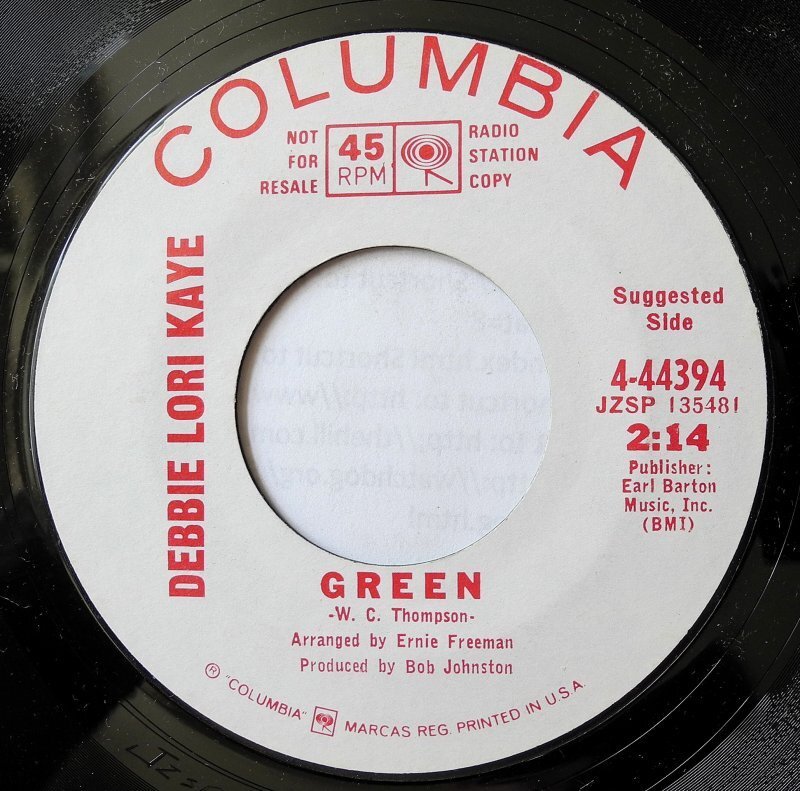 COLUMBIA
NOT
FOR
RESALE
45
RPM
RADIO
STATION
COPY
DEBBIE LORI KAYE
Suggested
Side
4-44394
JZSP 135481
2:14
Publisher:
Earl Barton
Music, Inc.
(BMI)
GREEN
-W. C. Thompson-
Arranged by Ernie Freeman
Produced by Bob Johnston
® "COLUMBIA" MARCAS REG. PRINTED IN U.S.A.